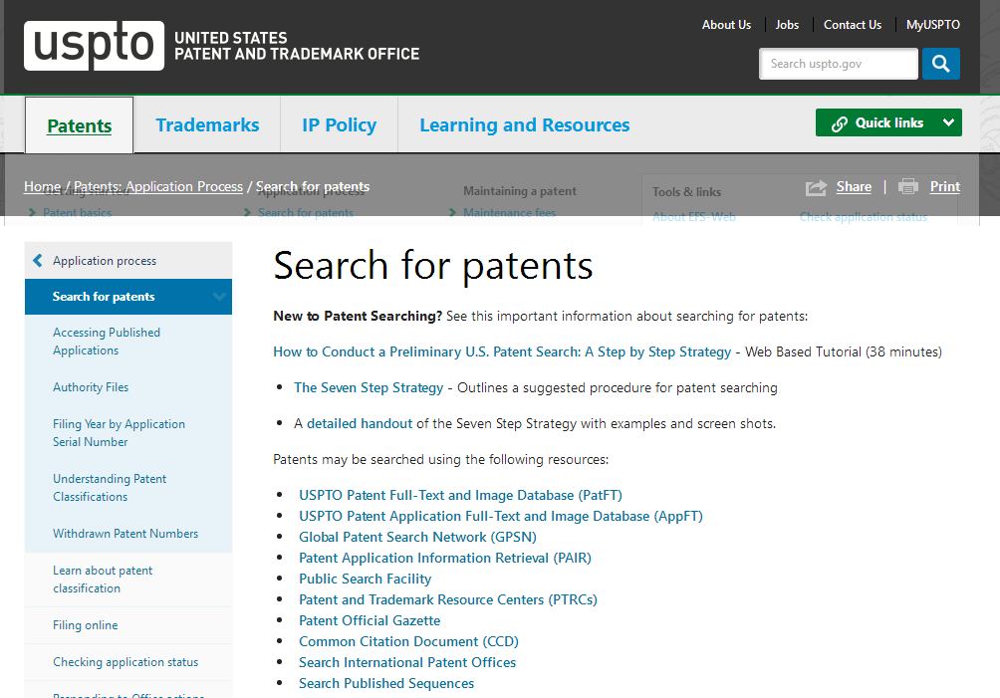 About Us
Jobs
Contact Us
MyUSPTO
uspto
UNITED STATES
PATENT AND TRADEMARK OFFICE
Search uspto.gov
Patents
Trademarks
IP Policy
Learning and Resources
Quick links
Home / Patents: Application Process / Search for patents
Application process
Maintaining a patent
Tools & links
Share | Print
Patent basics
Search for patents
Maintenance fees
About EFS-Web
Check application status
Application process
Search for patents
Accessing Published
Applications
Authority Files
Filing Year by Application
Serial Number
Understanding Patent
Classifications
Withdrawn Patent Numbers
Learn about patent
classification
Filing online
Checking application status
Responding to Office actions
Search for patents
New to Patent Searching? See this important information about searching for patents:
How to Conduct a Preliminary U.S. Patent Search: A Step by Step Strategy - Web Based Tutorial (38 minutes)
• The Seven Step Strategy - Outlines a suggested procedure for patent searching
• A detailed handout of the Seven Step Strategy with examples and screen shots.
Patents may be searched using the following resources:
• USPTO Patent Full-Text and Image Database (PatFT)
• USPTO Patent Application Full-Text and Image Database (AppFT)
• Global Patent Search Network (GPSN)
• Patent Application Information Retrieval (PAIR)
• Public Search Facility
• Patent and Trademark Resource Centers (PTRCs)
• Patent Official Gazette
• Common Citation Document (CCD)
• Search International Patent Offices
• Search Published Sequences